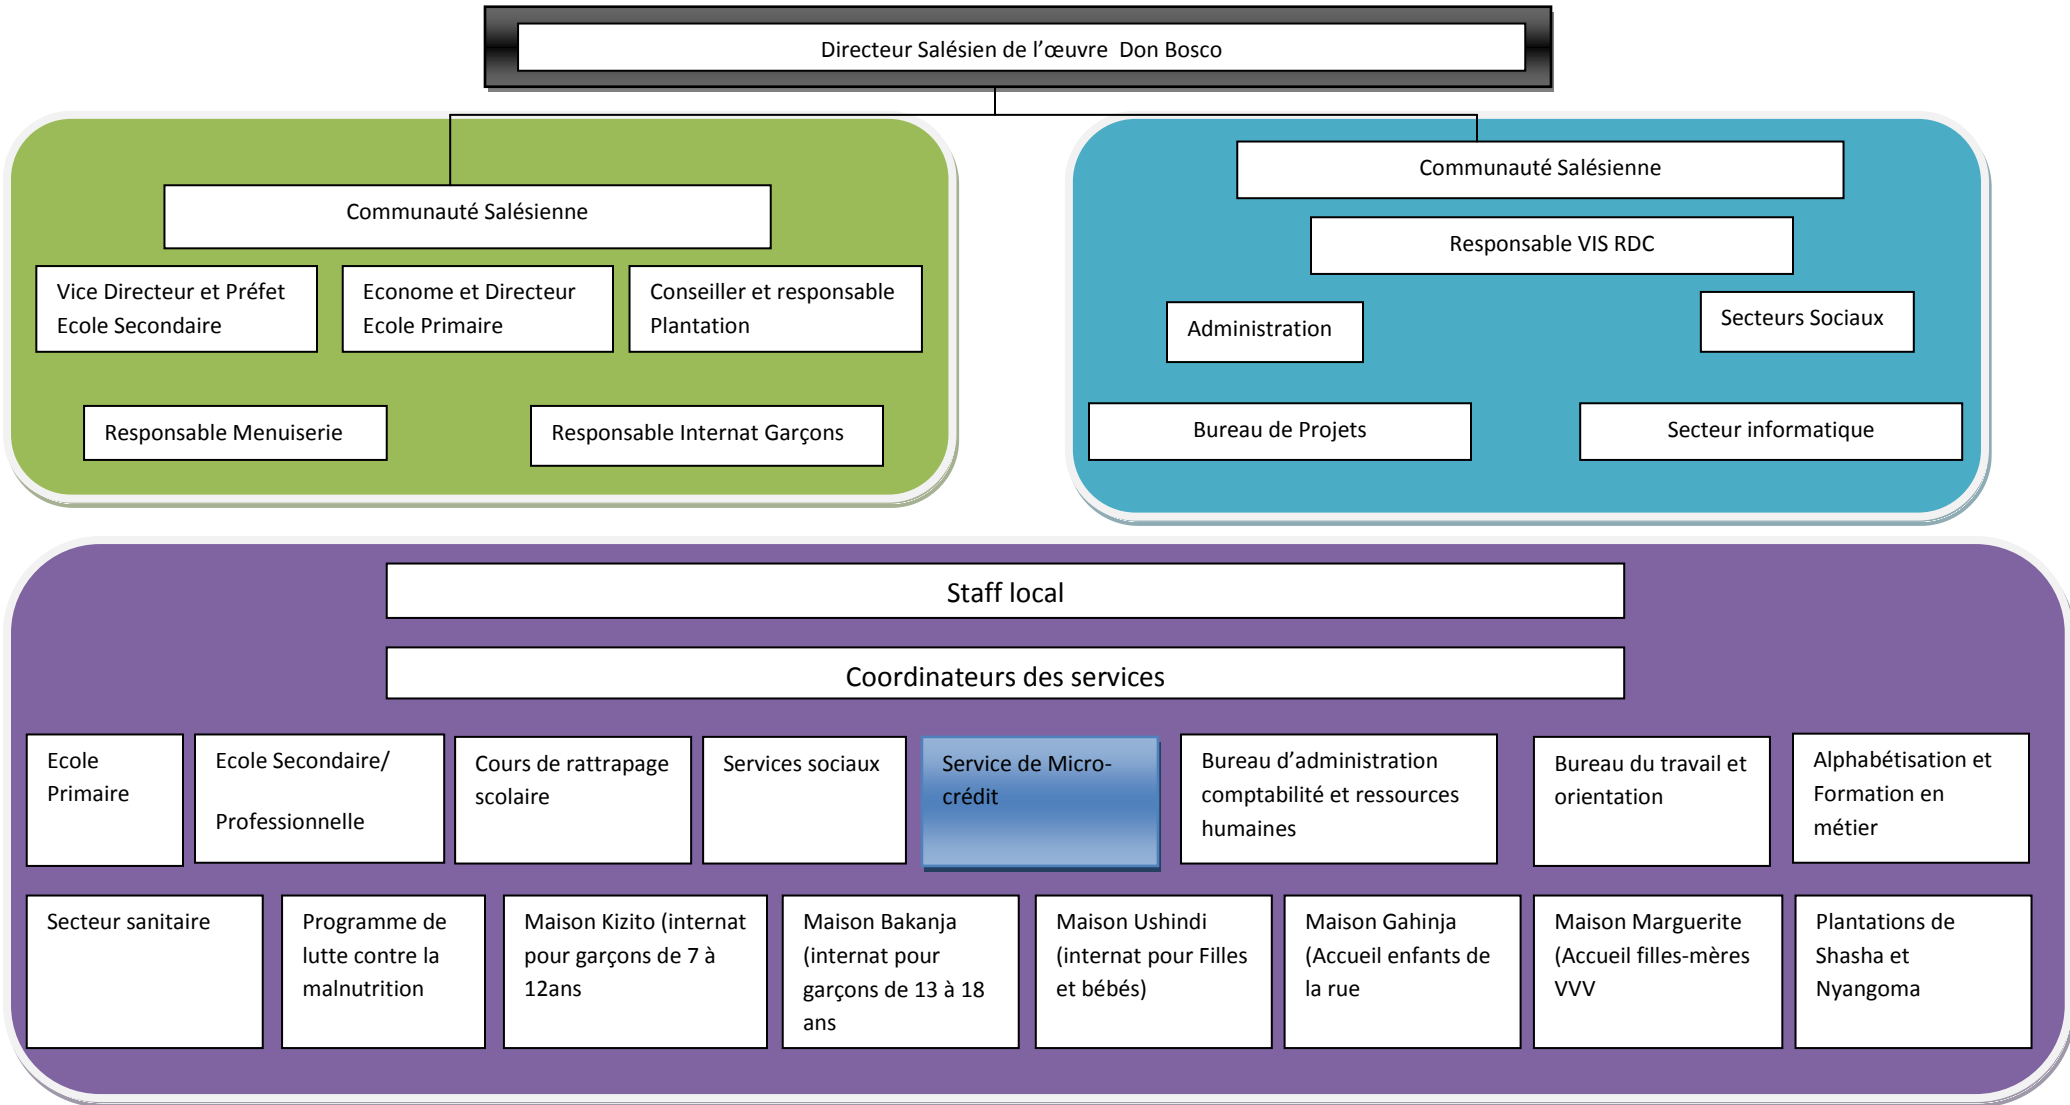 Directeur Salésien de l’œuvre  Don Bosco
Communauté Salésienne
Vice Directeur et Préfet
Ecole Secondaire
Econome et Directeur
Ecole Primaire
Conseiller et responsable
Plantation
Responsable Menuiserie
Responsable Internat Garçons
Communauté Salésienne
Responsable VIS RDC
Administration
Secteurs Sociaux
Bureau de Projets
Secteur informatique
Staff local
Coordinateurs des services
Ecole
Primaire
Ecole Secondaire/
Professionnelle
Cours de rattrapage
scolaire
Services sociaux
Service de Micro-
crédit
Bureau d’administration
comptabilité et ressources
humaines
Bureau du travail et
orientation
Alphabétisation et
Formation en
métier
Secteur sanitaire
Programme de
lutte contre la
malnutrition
Maison Kizito (internat
pour garçons de 7 à
12ans
Maison Bakanja
(internat pour
garçons de 13 à 18
ans
Maison Ushindi
(internat pour Filles
et bébés)
Maison Gahinja
(Accueil enfants de
la rue
Maison Marguerite
(Accueil filles-mères
VVV
Plantations de
Shasha et
Nyangoma